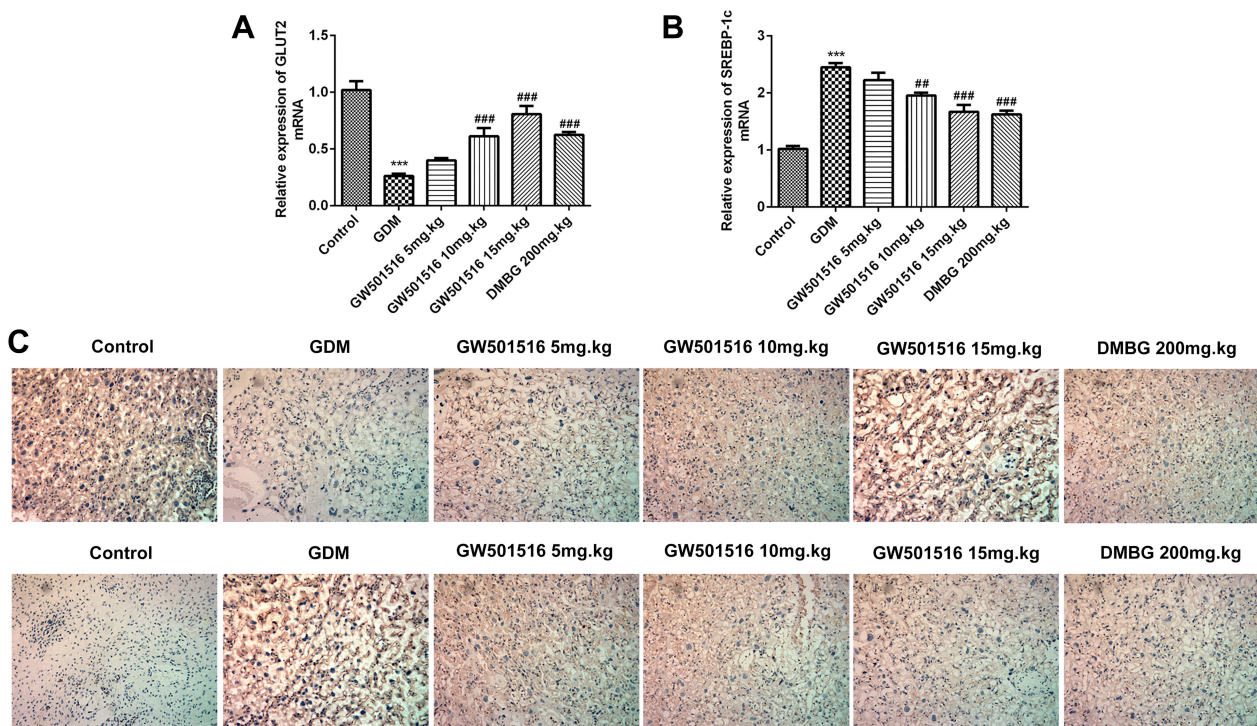 A
Relative expression of GLUT2
mRNA
1.5
1.0
0.5
0.0
***
###
###
###
Control
GDM
GW501516 5mg.kg
GW501516 10mg.kg
GW501516 15mg.kg
DMBG 200mg.kg
B
Relative expression of SREBP-1c
mRNA
3
2
1
0
***
##
###
###
Control
GDM
GW501516 5mg.kg
GW501516 10mg.kg
GW501516 15mg.kg
DMBG 200mg.kg
C
Control GDM GW501516 5mg.kg GW501516 10mg.kg GW501516 15mg.kg DMBG 200mg.kg
Control GDM GW501516 5mg.kg GW501516 10mg.kg GW501516 15mg.kg DMBG 200mg.kg